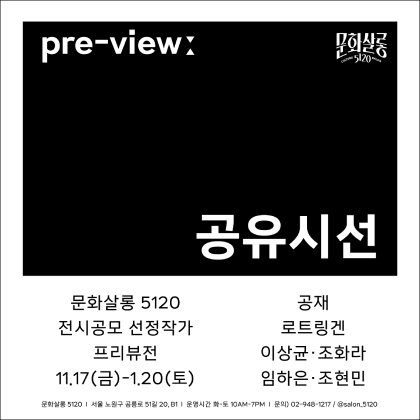 pre-view:
문화살롱
5120
공유시선
문화살롱 5120
전시공모 선정작가
프리뷰전
11.17(금)-1.20(토)
공재
로트링겐
이상균·조화라
임하은·조현민
문화살롱 5120 I 서울 노원구 공릉로 51길 20, B1 I 운영시간 화-토 10AM-7PM I 문의) 02-948-1217 / @salon_5120